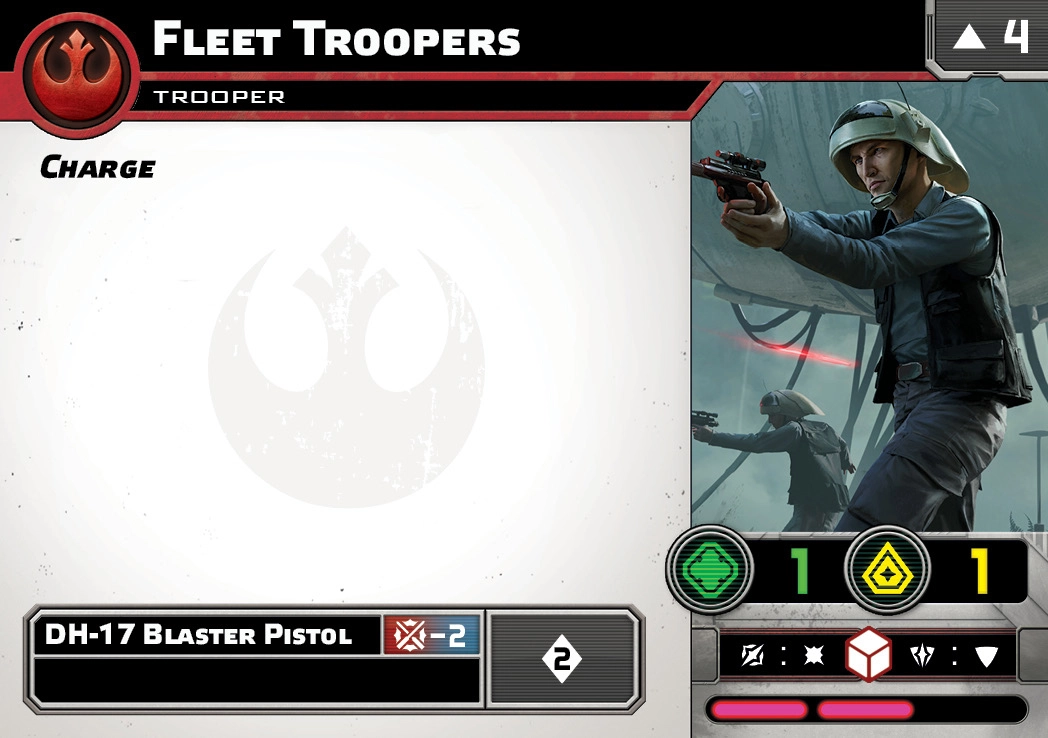 Fleet Troopers
4
TROOPER
Charge
1 1
DH-17 Blaster Pistol -2
2
: :